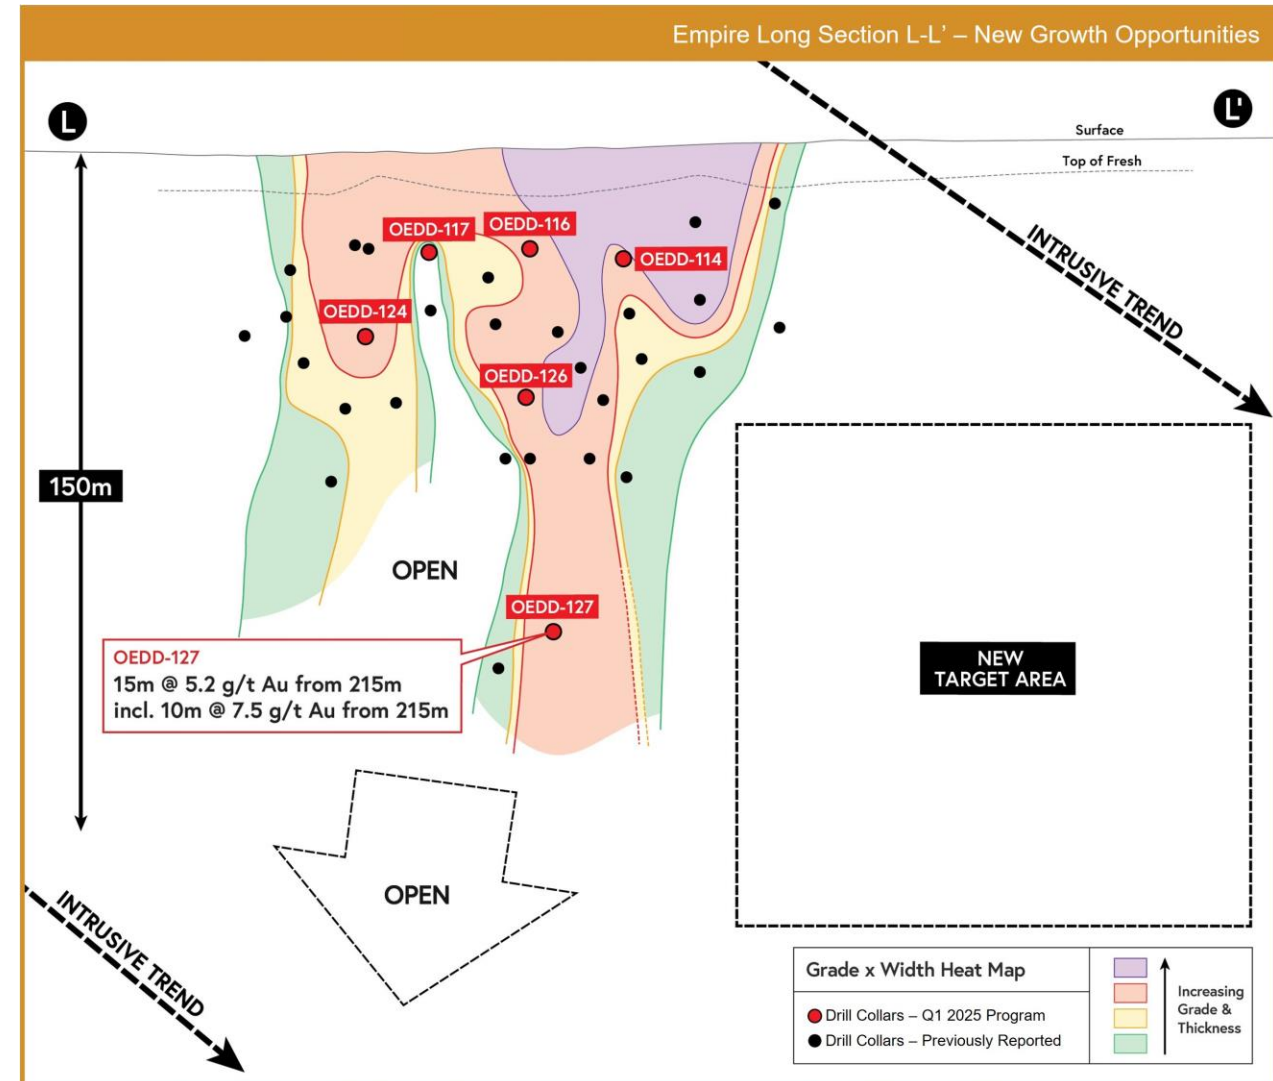 Empire Long Section L-L’ – New Growth Opportunities
L
L'
Surface
Top of Fresh
INTRUSIVE TREND
OEDD-117
OEDD-116
OEDD-114
OEDD-124
OEDD-126
150m
OPEN
OEDD-127
OEDD-127
15m @ 5.2 g/t Au from 215m
incl. 10m @ 7.5 g/t Au from 215m
NEW
TARGET AREA
OPEN
INTRUSIVE TREND
Grade x Width Heat Map
Drill Collars – Q1 2025 Program
Drill Collars – Previously Reported
Increasing
Grade &
Thickness